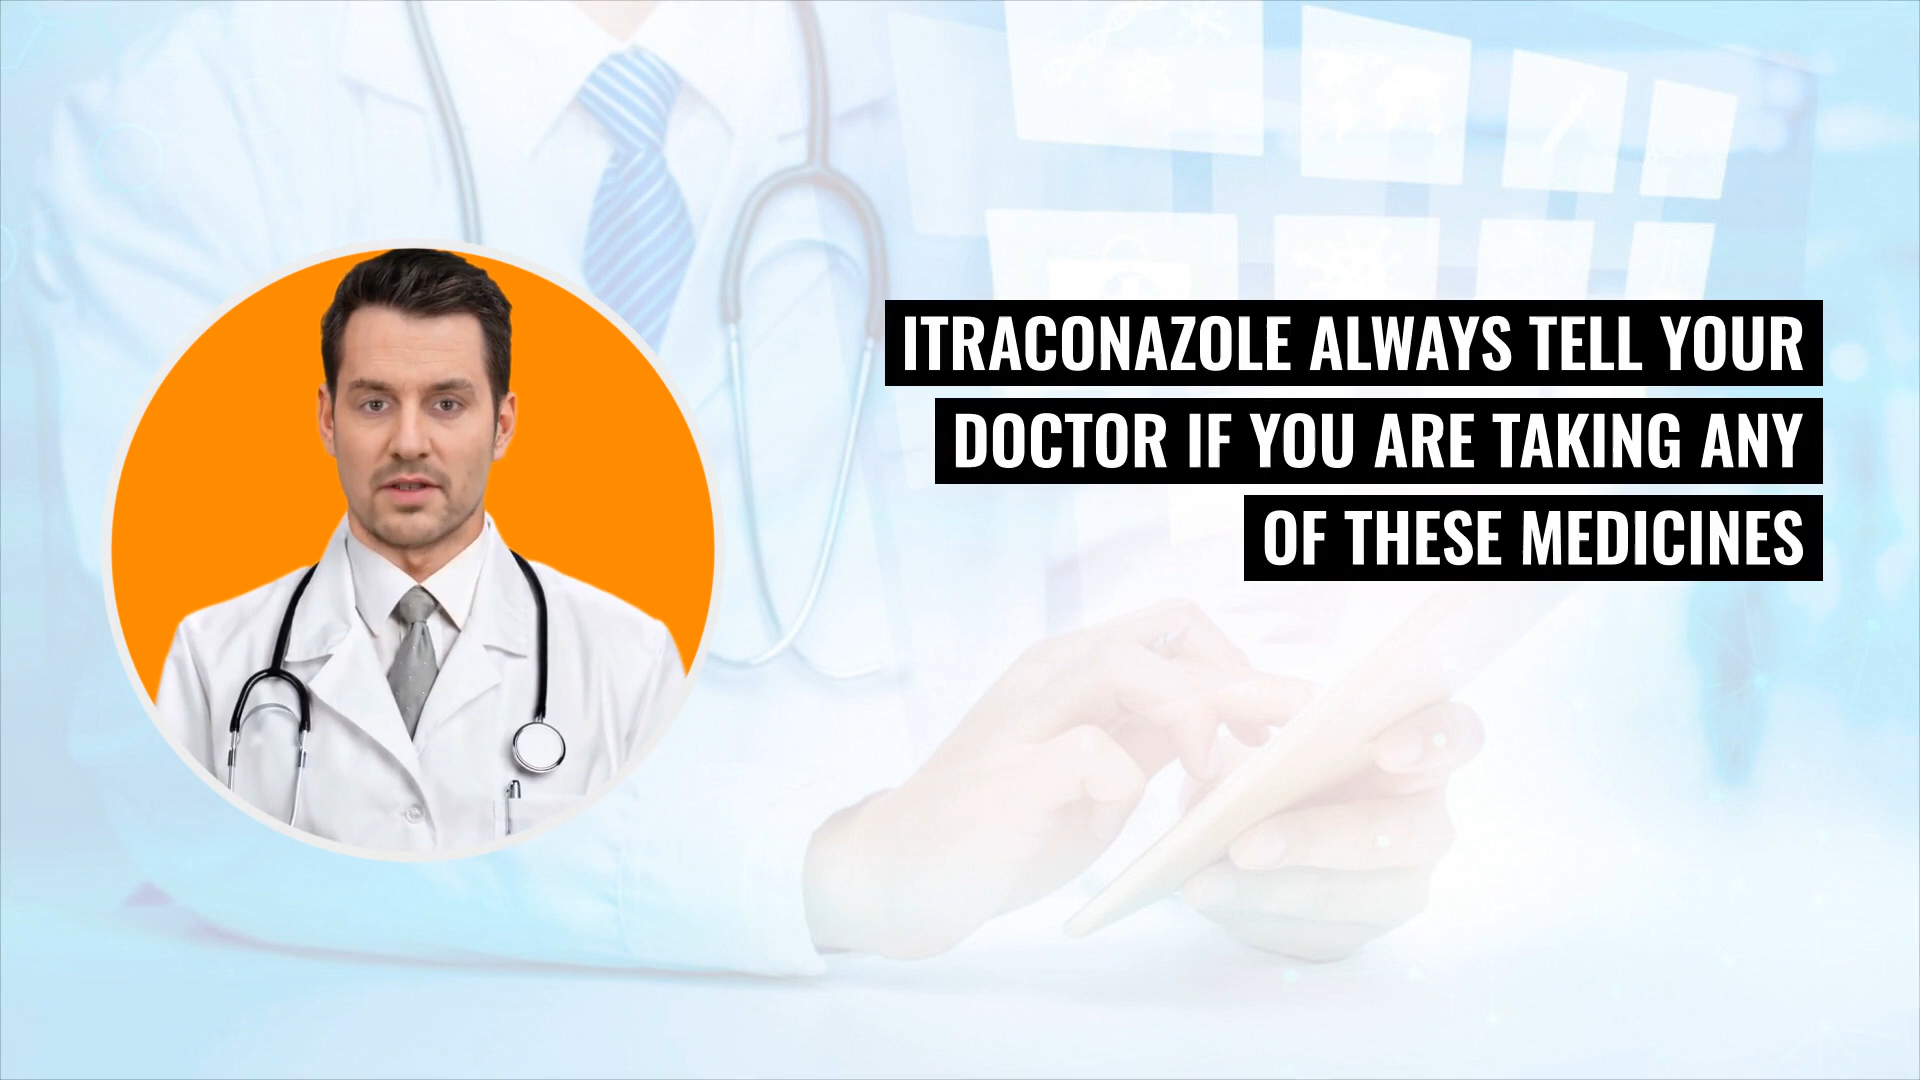 ITRACONAZOLE ALWAYS TELL YOUR
DOCTOR IF YOU ARE TAKING ANY
OF THESE MEDICINES